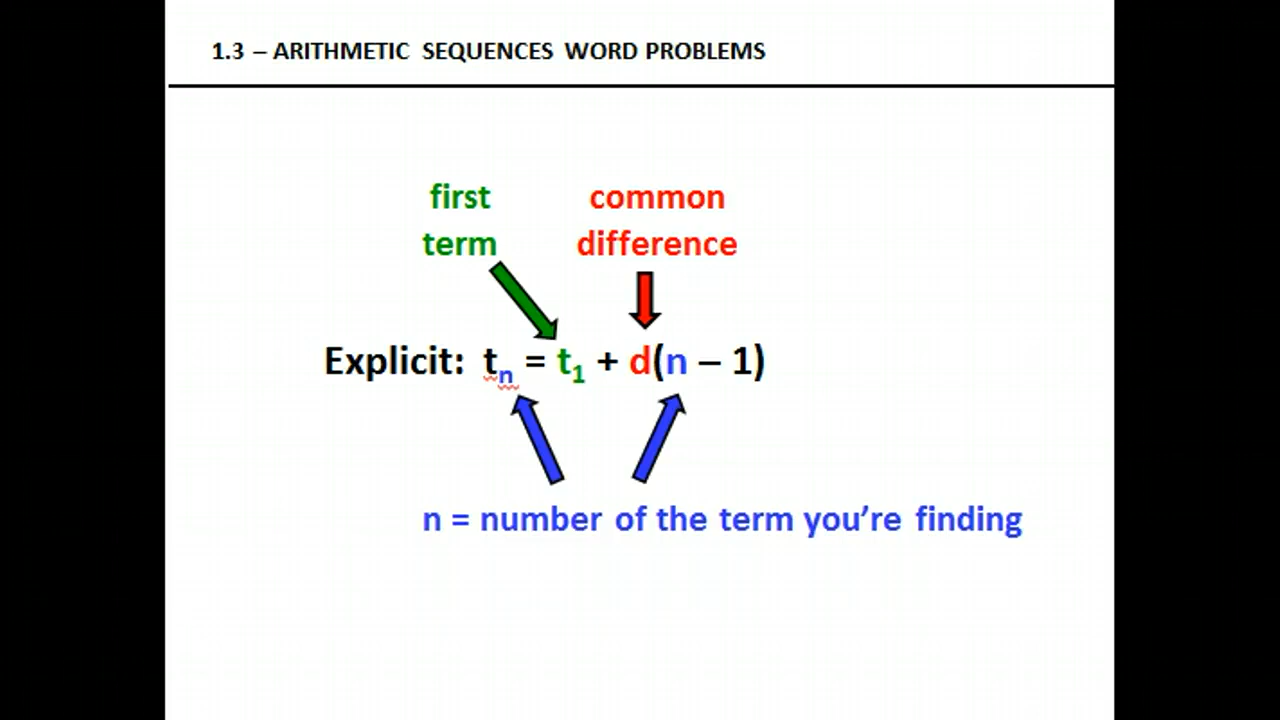 1.3 – ARITHMETIC SEQUENCES WORD PROBLEMS
first common
term difference
Explicit: tₙ = t₁ + d(n – 1)
n = number of the term you’re finding